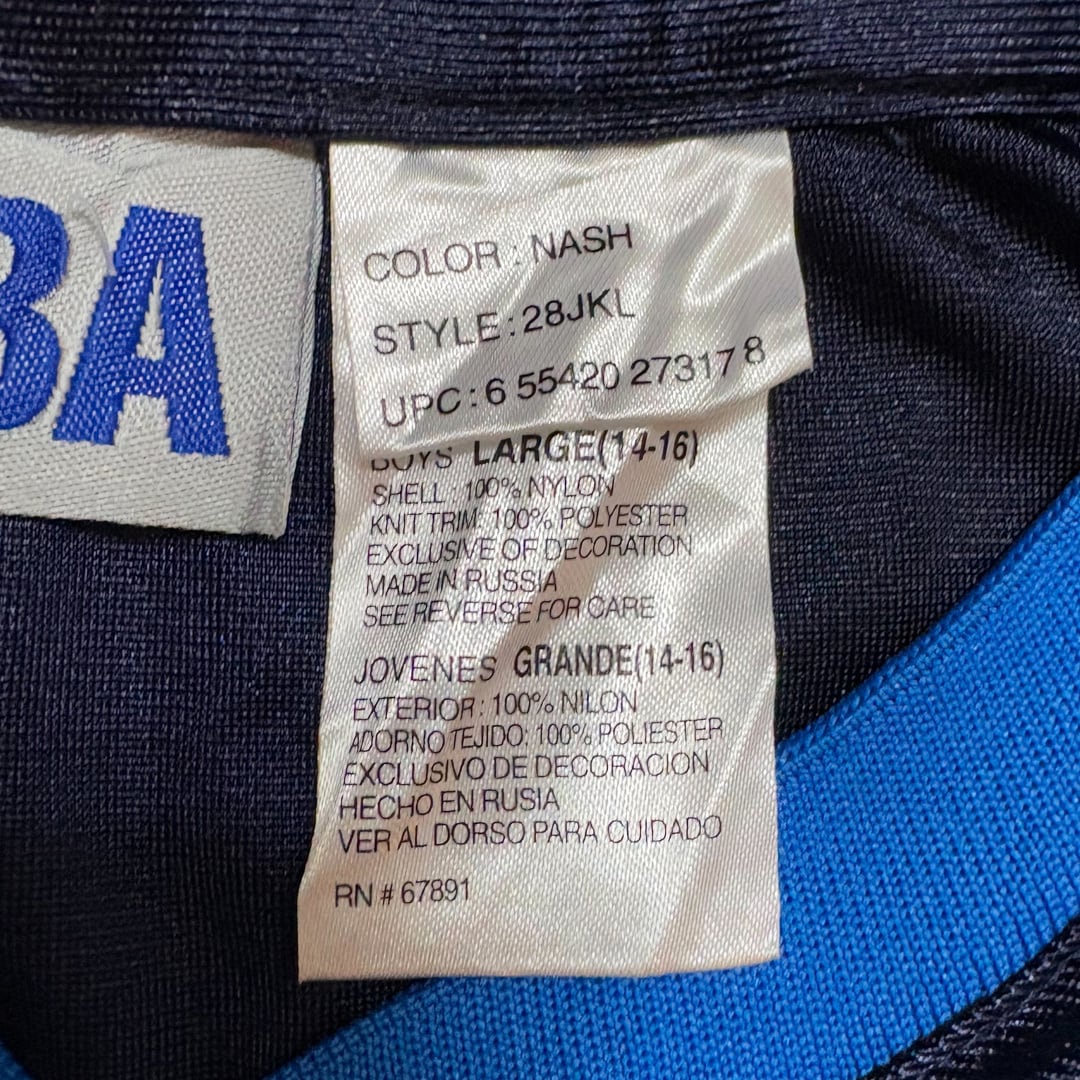 BA
COLOR : NASH
STYLE : 28JKL
UPC : 6 55420 27317 8
BOYS LARGE(14-16)
SHELL : 100% NYLON
KNIT TRIM: 100% POLYESTER
EXCLUSIVE OF DECORATION
MADE IN RUSSIA
SEE REVERSE FOR CARE
JOVENES GRANDE(14-16)
EXTERIOR : 100% NILON
ADORNO TEJIDO: 100% POLIESTER
EXCLUSIVO DE DECORACION
HECHO EN RUSIA
VER AL DORSO PARA CUIDADO
RN # 67891